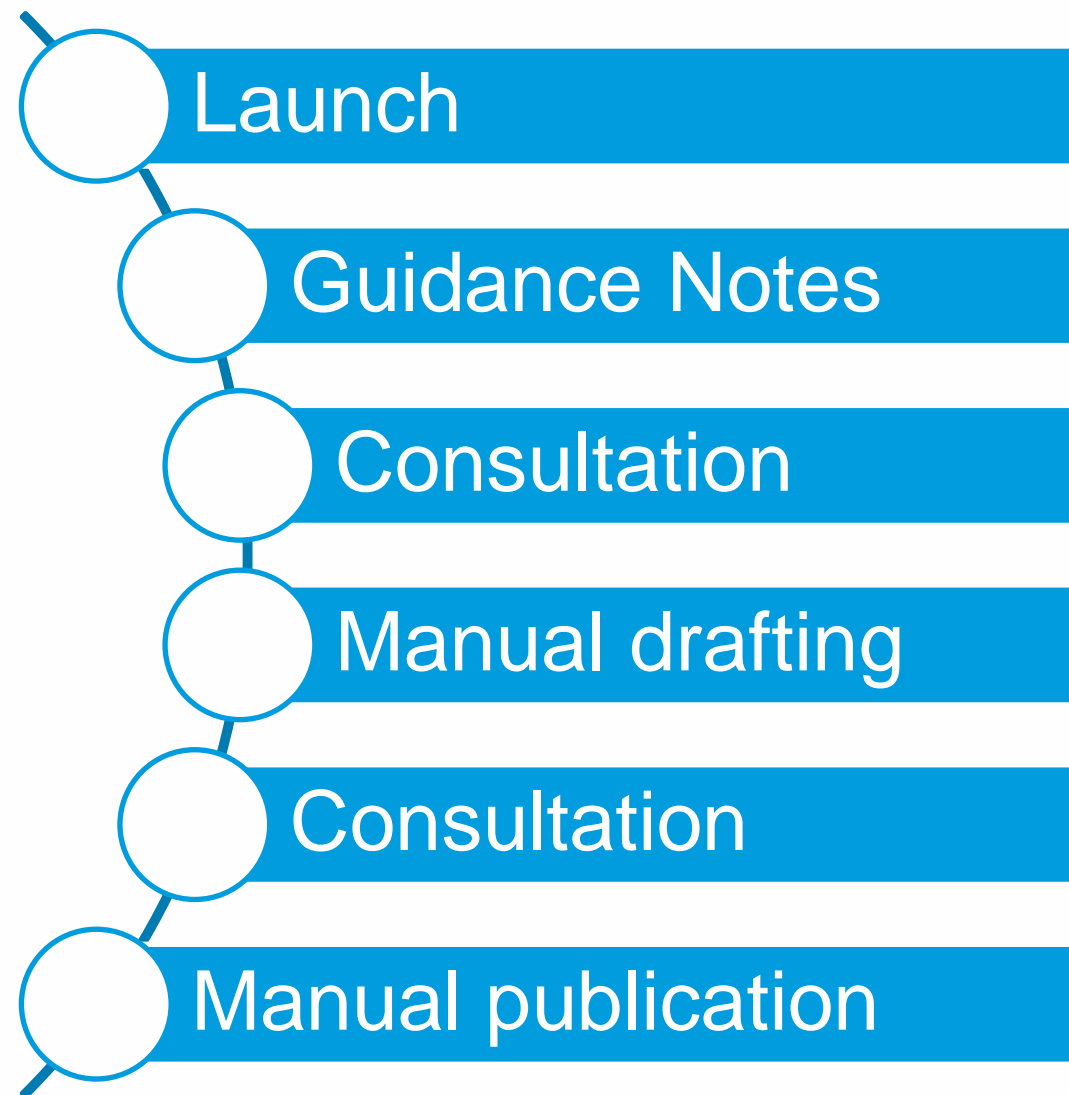 Launch
Guidance Notes
Consultation
Manual drafting
Consultation
Manual publication